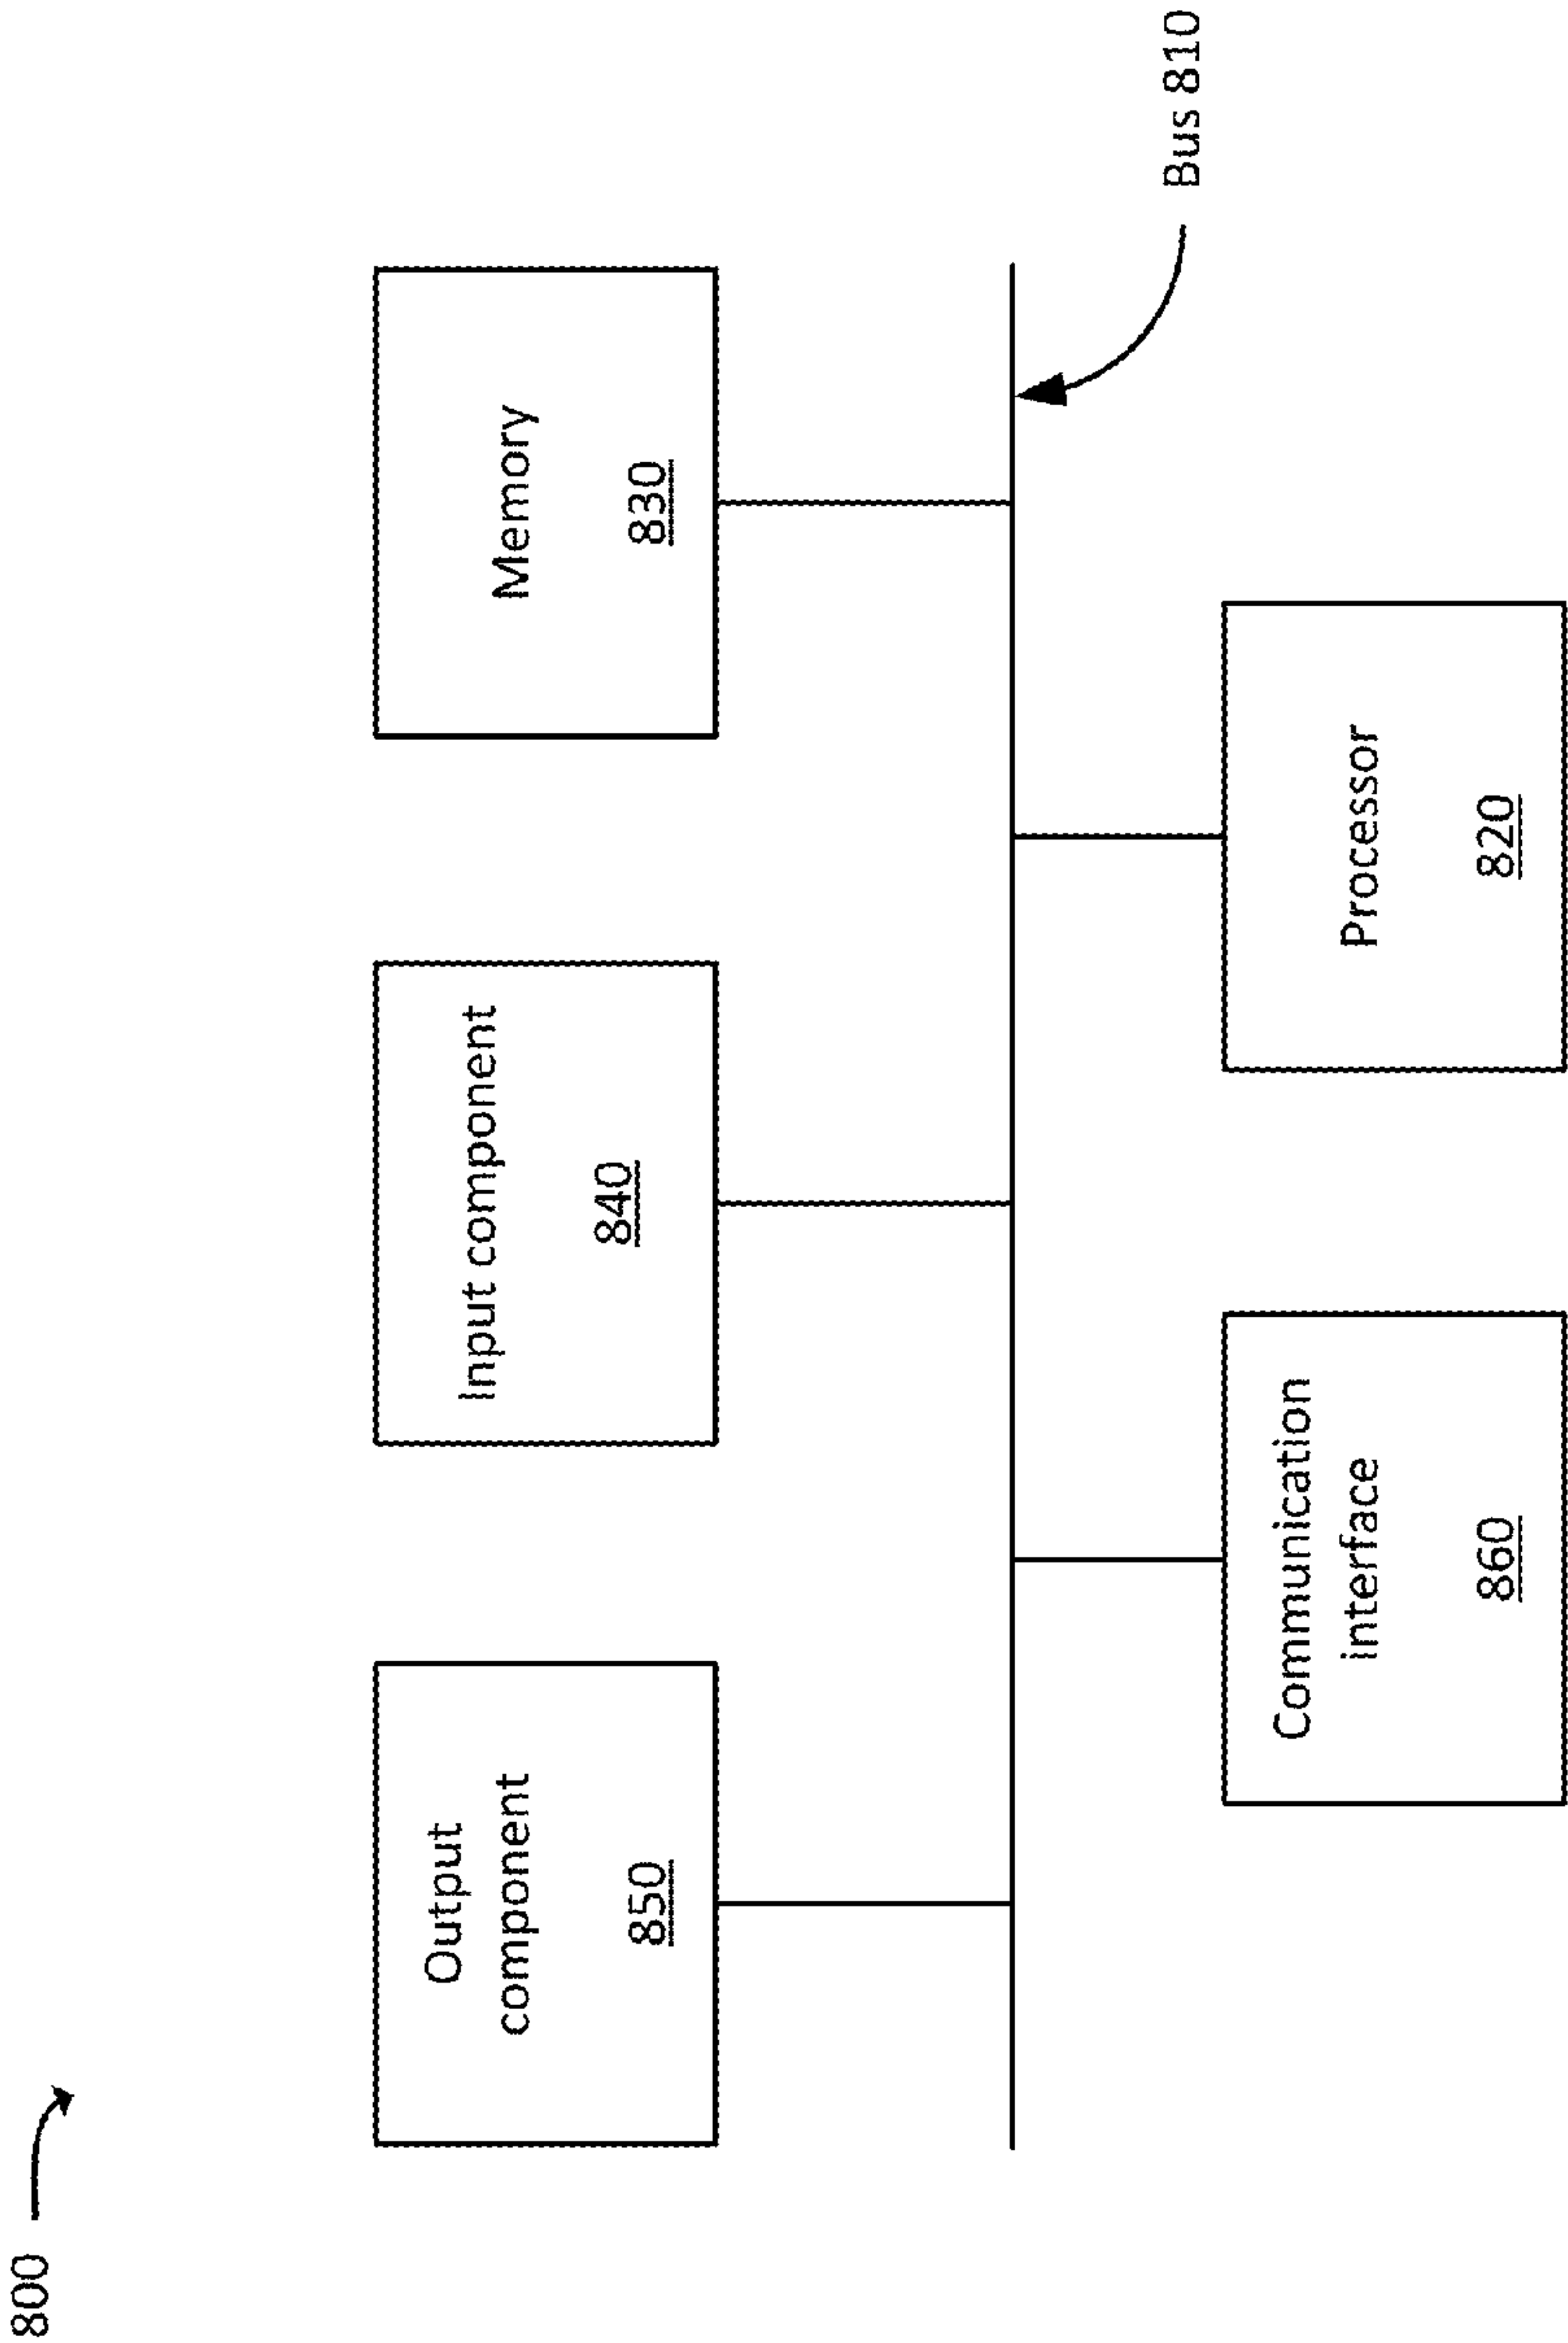 800
Output
component
850
Input component
840
Memory
830
Bus 810
Communication
interface
860
Processor
820